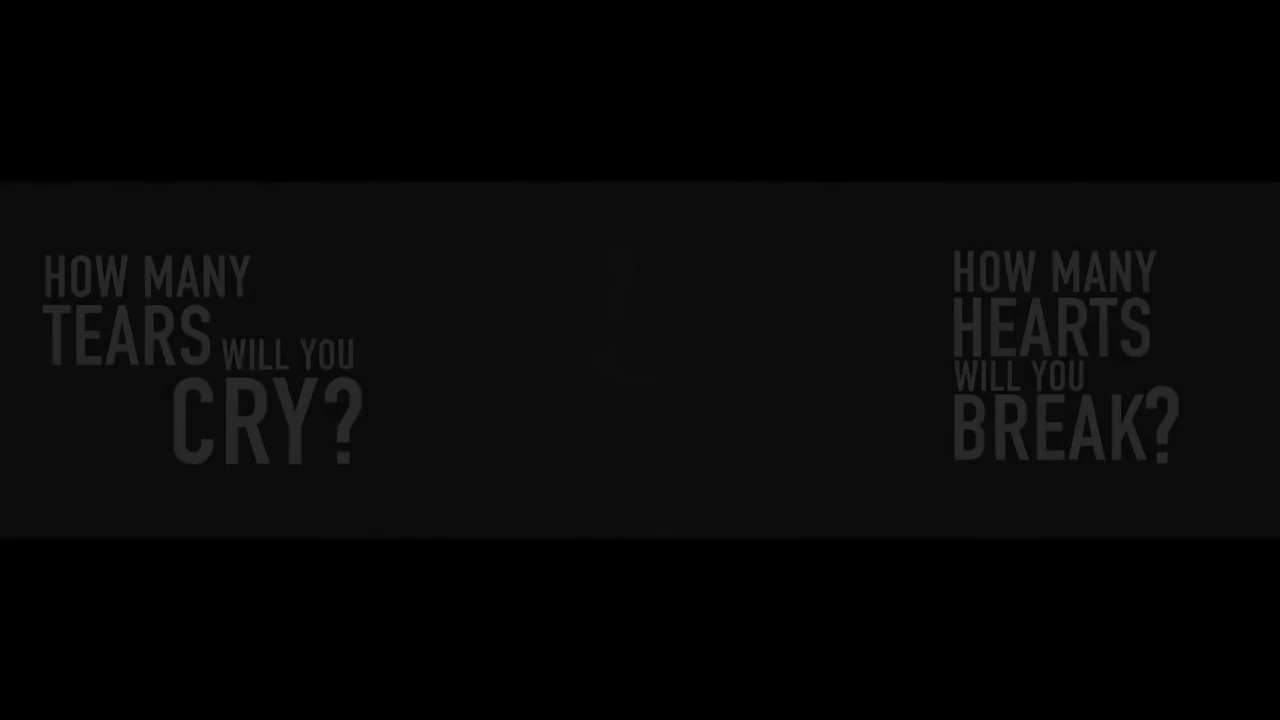 HOW MANY
TEARS WILL YOU
CRY?
HOW MANY
HEARTS
WILL YOU
BREAK?